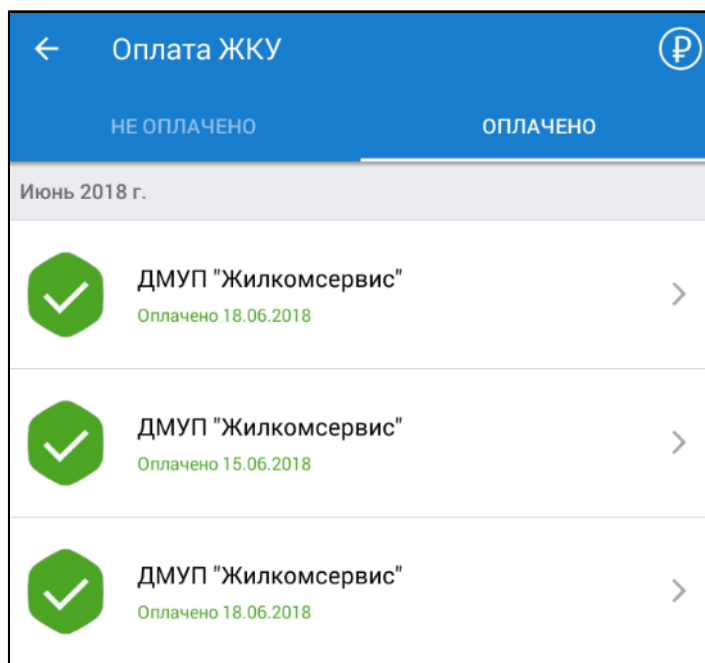 Оплата ЖКУ
НЕ ОПЛАЧЕНО
ОПЛАЧЕНО
Июнь 2018 г.
ДМУП "Жилкомсервис"
Оплачено 18.06.2018
ДМУП "Жилкомсервис"
Оплачено 15.06.2018
ДМУП "Жилкомсервис"
Оплачено 18.06.2018